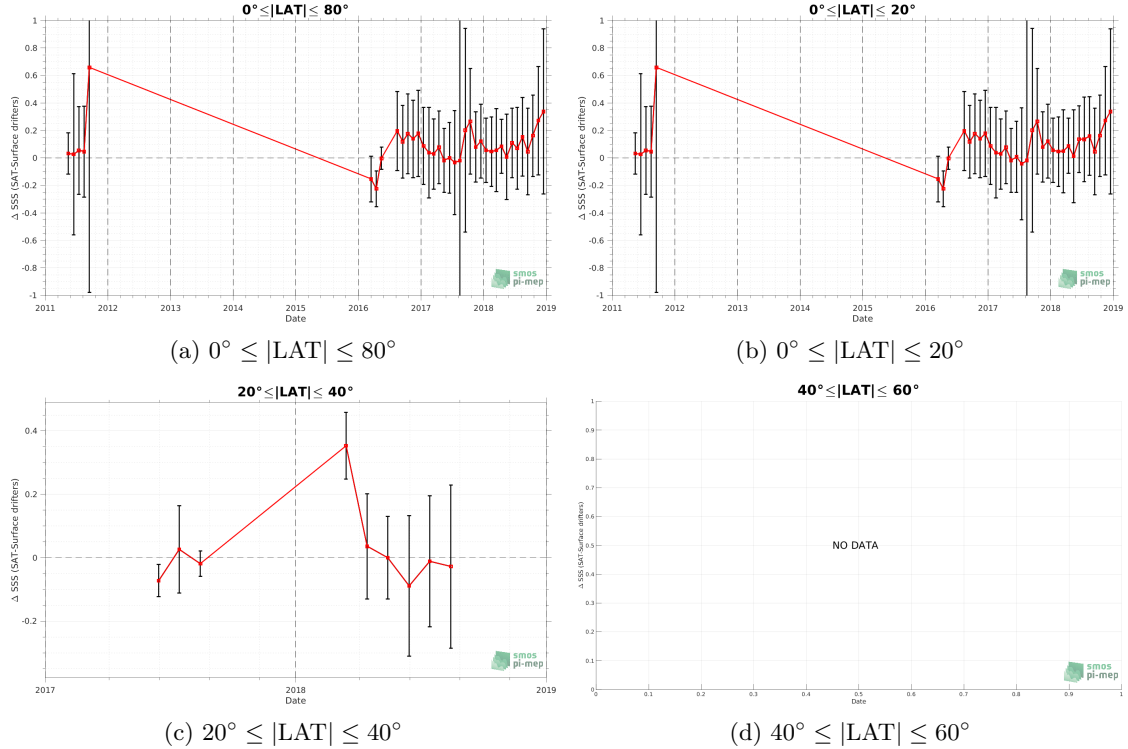 0°≤|LAT|≤ 80°
1
0.8
0.6
0.4
0.2
0
-0.2
-0.4
-0.6
-0.8
-1
Δ SSS (SAT-Surface drifters)
2011 2012 2013 2014 2015 2016 2017 2018 2019
Date
smos
pi-mep
(a) 0° ≤ |LAT| ≤ 80°
0°≤|LAT|≤ 20°
1
0.8
0.6
0.4
0.2
0
-0.2
-0.4
-0.6
-0.8
-1
Δ SSS (SAT-Surface drifters)
2011 2012 2013 2014 2015 2016 2017 2018 2019
Date
smos
pi-mep
(b) 0° ≤ |LAT| ≤ 20°
20°≤|LAT|≤ 40°
0.4
0.2
0
-0.2
Δ SSS (SAT-Surface drifters)
2017 2018 2019
Date
smos
pi-mep
(c) 20° ≤ |LAT| ≤ 40°
40°≤|LAT|≤ 60°
1
0.9
0.8
0.7
0.6
0.5
0.4
0.3
0.2
0.1
0
Δ SSS (SAT-Surface drifters)
NO DATA
0 0.1 0.2 0.3 0.4 0.5 0.6 0.7 0.8 0.9 1
Date
smos
pi-mep
(d) 40° ≤ |LAT| ≤ 60°